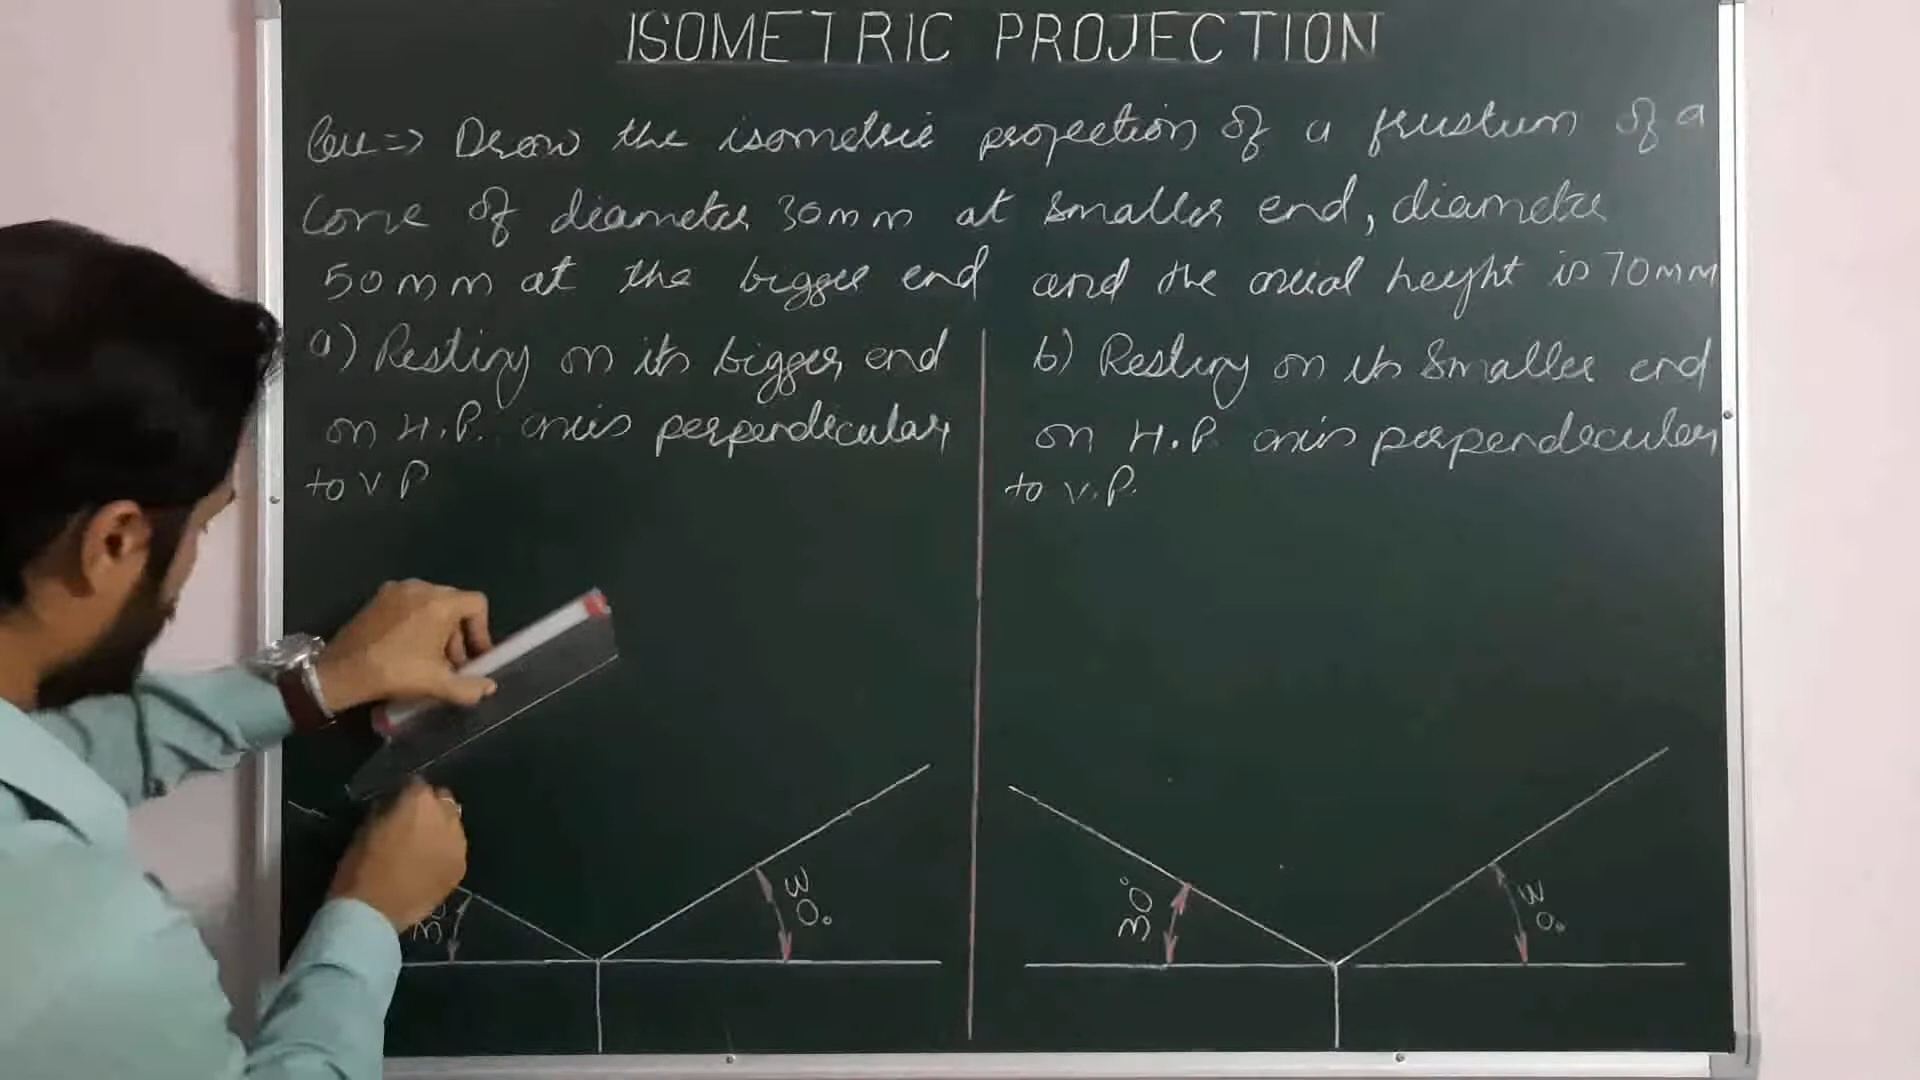 ISOMETRIC PROJECTION
Que=> Draw the isometric projection of a frustum of a
Cone of diameter 30mm at smaller end, diameter
50mm at the bigger end and the axial height is 70mm
a) Resting on its bigger end
on H.P. axis perpendicular
to V P
b) Resting on its smaller end
on H.P axis perpendicular
to V.P.
30°
30°
30°